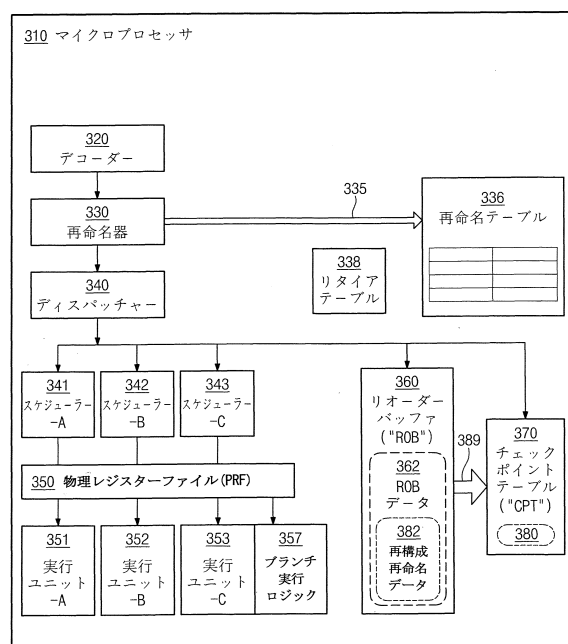 310 マイクロプロセッサ
320
デコーダー
330
再命名器
335
336
再命名テーブル
338
リタイア
テーブル
340
ディスパッチャー
341
スケジューラー
-A
342
スケジューラー
-B
343
スケジューラー
-C
350 物理レジスターファイル(PRF)
351
実行
ユニット
-A
352
実行
ユニット
-B
353
実行
ユニット
-C
357
ブランチ
実行
ロジック
360
リオーダー
バッファ
("ROB")
362
ROB
データ
382
再構成
再命名
データ
389
370
チェック
ポイント
テーブル
("CPT")
380